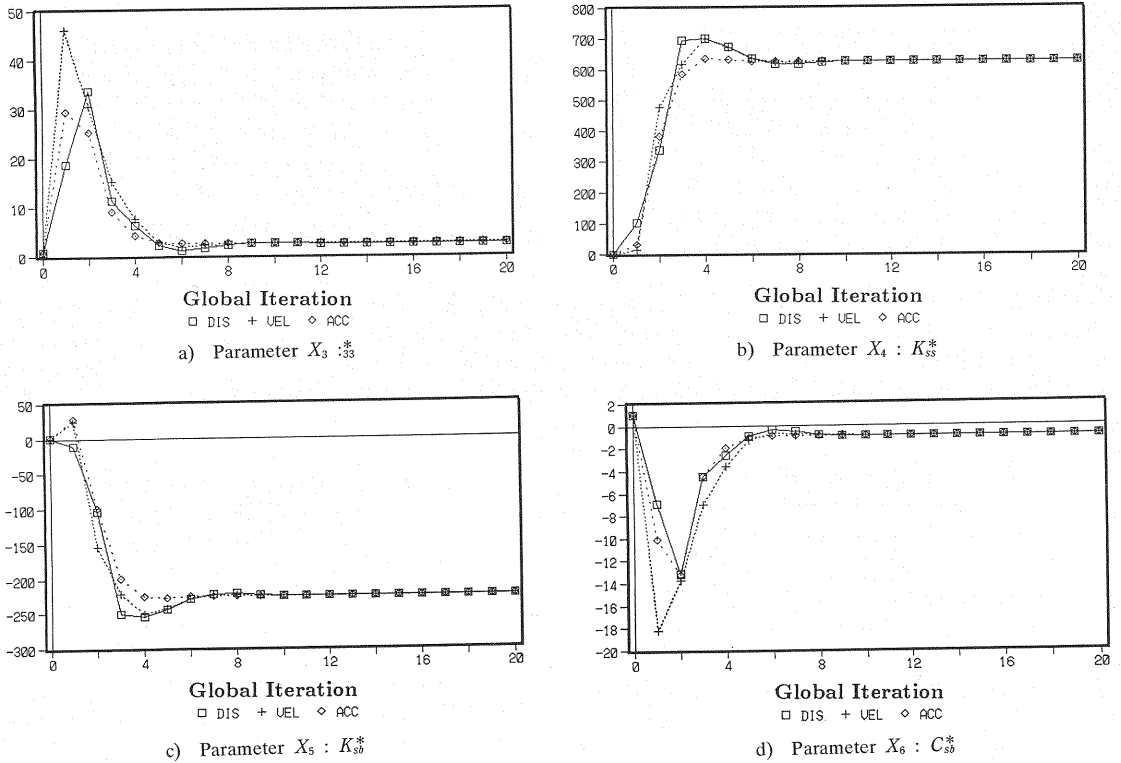 50
40
30
20
10
0
0 4 8 12 16 20
Global Iteration
□ DIS + VEL ◇ ACC
a) Parameter X₃ :*₃₃
800
700
600
500
400
300
200
100
0
0 4 8 12 16 20
Global Iteration
□ DIS + VEL ◇ ACC
b) Parameter X₄ : K*ₛₛ
50
0
-50
-100
-150
-200
-250
-300
0 4 8 12 16 20
Global Iteration
□ DIS + VEL ◇ ACC
c) Parameter X₅ : K*sb
2
0
-2
-4
-6
-8
-10
-12
-14
-16
-18
-20
0 4 8 12 16 20
Global Iteration
□ DIS + VEL ◇ ACC
d) Parameter X₆ : C*sb